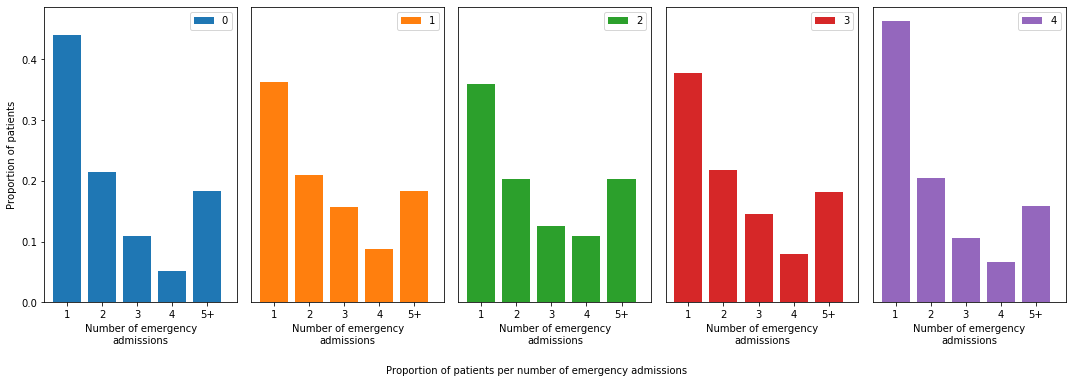 0
1
2
3
4
Proportion of patients
0.4
0.3
0.2
0.1
0.0
1 2 3 4 5+
1 2 3 4 5+
1 2 3 4 5+
1 2 3 4 5+
1 2 3 4 5+
Number of emergency
admissions
Number of emergency
admissions
Number of emergency
admissions
Number of emergency
admissions
Number of emergency
admissions
Proportion of patients per number of emergency admissions